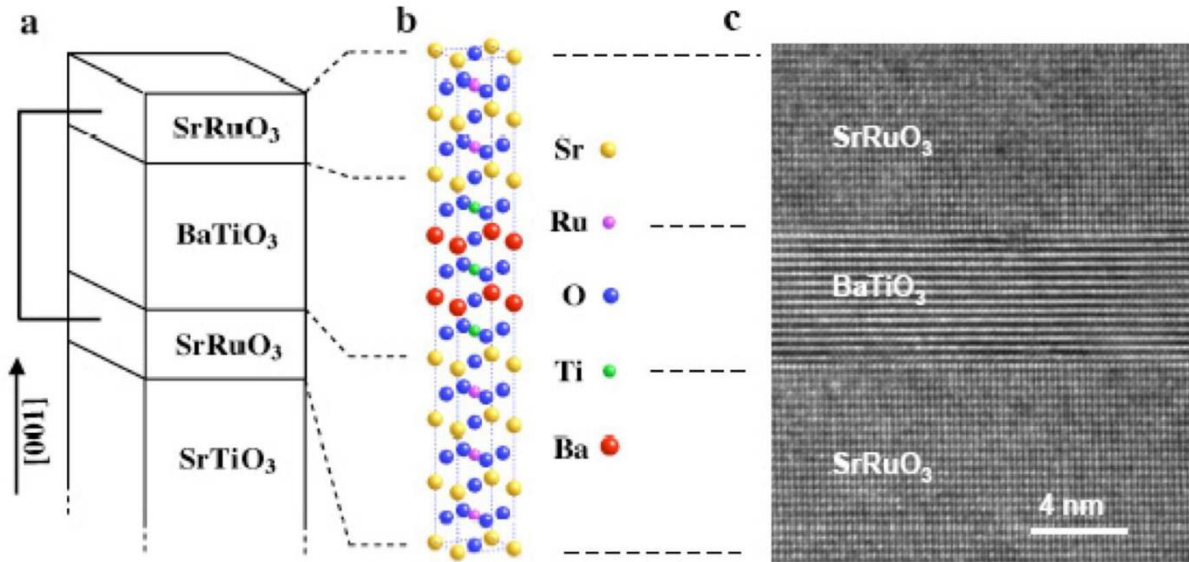 a
b
c
SrRuO₃
BaTiO₃
SrRuO₃
SrTiO₃
[001]
Sr
Ru
O
Ti
Ba
SrRuO₃
BaTiO₃
SrRuO₃
4 nm